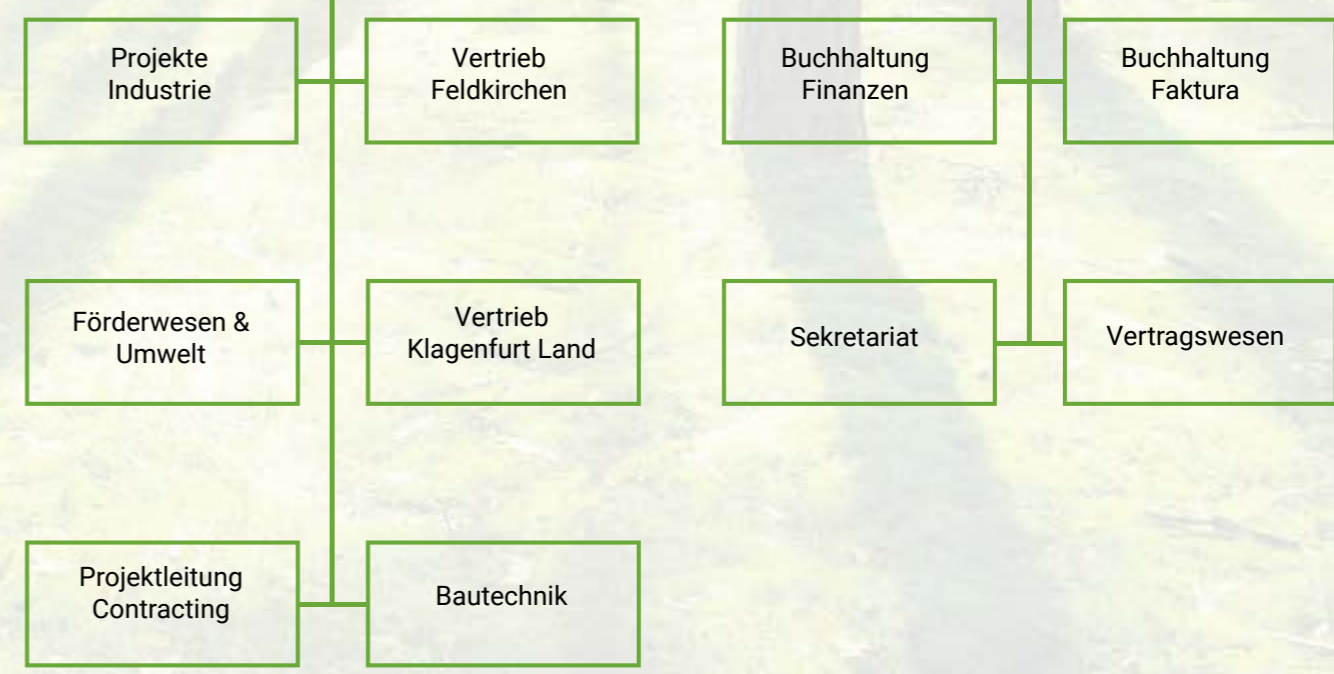 Projekte
Industrie
Vertrieb
Feldkirchen
Buchhaltung
Finanzen
Buchhaltung
Faktura
Förderwesen &
Umwelt
Vertrieb
Klagenfurt Land
Sekretariat
Vertragswesen
Projektleitung
Contracting
Bautechnik